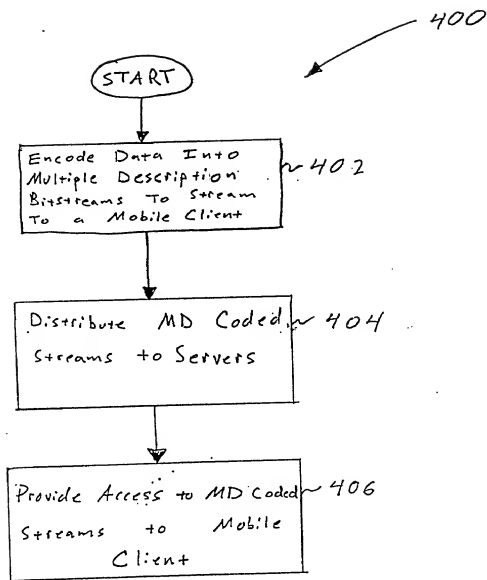 400
START
Encode Data Into
Multiple Description
Bitstreams To Stream
To a Mobile Client
402
Distribute MD Coded
Streams to Servers
404
Provide Access to MD Coded
Streams to Mobile
Client
406